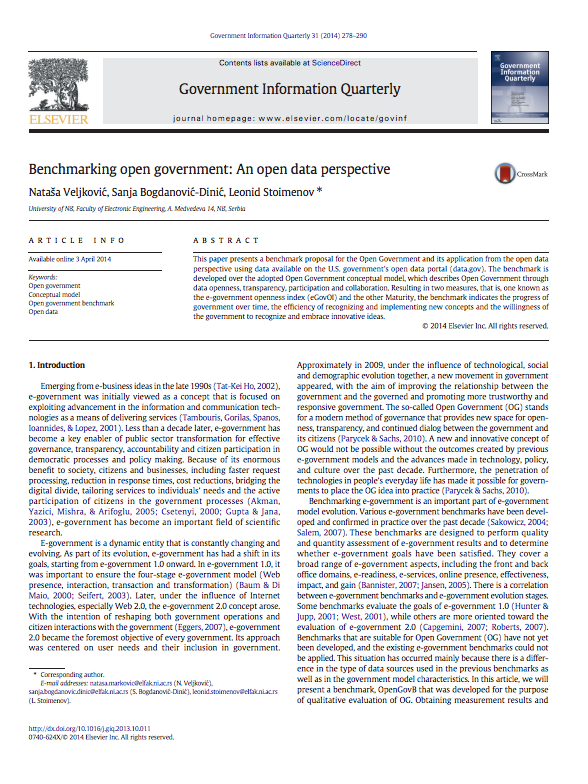 Government Information Quarterly 31 (2014) 278–290
Contents lists available at ScienceDirect
Government Information Quarterly
journal homepage: www.elsevier.com/locate/govinf
ELSEVIER
Government
Information
Quarterly
Benchmarking open government: An open data perspective
CrossMark
Nataša Veljković, Sanja Bogdanović-Dinić, Leonid Stoimenov *
University of Niš, Faculty of Electronic Engineering, A. Medvedeva 14, Niš, Serbia
ARTICLE INFO
Available online 3 April 2014
Keywords:
Open government
Conceptual model
Open government benchmark
Open data
ABSTRACT
This paper presents a benchmark proposal for the Open Government and its application from the open data
perspective using data available on the U.S. government's open data portal (data.gov). The benchmark is
developed over the adopted Open Government conceptual model, which describes Open Government through
data openness, transparency, participation and collaboration. Resulting in two measures, that is, one known as
the e-government openness index (eGovOI) and the other Maturity, the benchmark indicates the progress of
government over time, the efficiency of recognizing and implementing new concepts and the willingness of
the government to recognize and embrace innovative ideas.
© 2014 Elsevier Inc. All rights reserved.
1. Introduction
Emerging from e-business ideas in the late 1990s (Tat-Kei Ho, 2002),
e-government was initially viewed as a concept that is focused on
exploiting advancement in the information and communication tech-
nologies as a means of delivering services (Tambouris, Gorilas, Spanos,
Ioannides, & Lopez, 2001). Less than a decade later, e-government has
become a key enabler of public sector transformation for effective
governance, transparency, accountability and citizen participation in
democratic processes and policy making. Because of its enormous
benefit to society, citizens and businesses, including faster request
processing, reduction in response times, cost reductions, bridging the
digital divide, tailoring services to individuals' needs and the active
participation of citizens in the government processes (Akman,
Yazici, Mishra, & Arifoglu, 2005; Csetenyi, 2000; Gupta & Jana,
2003), e-government has become an important field of scientific
research.
E-government is a dynamic entity that is constantly changing and
evolving. As part of its evolution, e-government has had a shift in its
goals, starting from e-government 1.0 onward. In e-government 1.0, it
was important to ensure the four-stage e-government model (Web
presence, interaction, transaction and transformation) (Baum & Di
Maio, 2000; Seifert, 2003). Later, under the influence of Internet
technologies, especially Web 2.0, the e-government 2.0 concept arose.
With the intention of reshaping both government operations and
citizen interactions with the government (Eggers, 2007), e-government
2.0 became the foremost objective of every government. Its approach
was centered on user needs and their inclusion in government.
Approximately in 2009, under the influence of technological, social
and demographic evolution together, a new movement in government
appeared, with the aim of improving the relationship between the
government and the governed and promoting more trustworthy and
responsive government. The so-called Open Government (OG) stands
for a modern method of governance that provides new space for open-
ness, transparency, and continued dialog between the government and
its citizens (Parycek & Sachs, 2010). A new and innovative concept of
OG would not be possible without the outcomes created by previous
e-government models and the advances made in technology, policy,
and culture over the past decade. Furthermore, the penetration of
technologies in people's everyday life has made it possible for govern-
ments to place the OG idea into practice (Parycek & Sachs, 2010).
Benchmarking e-government is an important part of e-government
model evolution. Various e-government benchmarks have been devel-
oped and confirmed in practice over the past decade (Sakowicz, 2004;
Salem, 2007). These benchmarks are designed to perform quality
and quantity assessment of e-government results and to determine
whether e-government goals have been satisfied. They cover a
broad range of e-government aspects, including the front and back
office domains, e-readiness, e-services, online presence, effectiveness,
impact, and gain (Bannister, 2007; Jansen, 2005). There is a correlation
between e-government benchmarks and e-government evolution stages.
Some benchmarks evaluate the goals of e-government 1.0 (Hunter &
Jupp, 2001; West, 2001), while others are more oriented toward the
evaluation of e-government 2.0 (Capgemini, 2007; Roberts, 2007).
Benchmarks that are suitable for Open Government (OG) have not yet
been developed, and the existing e-government benchmarks could not
be applied. This situation has occurred mainly because there is a differ-
ence in the type of data sources used in the previous benchmarks as
well as in the government model characteristics. In this article, we will
present a benchmark, OpenGovB that was developed for the purpose
of qualitative evaluation of OG. Obtaining measurement results and
* Corresponding author.
E-mail addresses: natasa.markovic@elfak.ni.ac.rs (N. Veljković),
sanja.bogdanovic.dinic@elfak.ni.ac.rs (S. Bogdanović-Dinić), leonid.stoimenov@elfak.ni.ac.rs
(L. Stoimenov).
http://dx.doi.org/10.1016/j.giq.2013.10.011
0740-624X/© 2014 Elsevier Inc. All rights reserved.